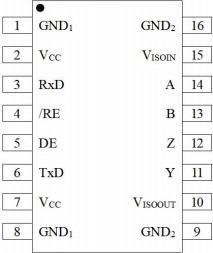 1 GND₁ GND₂ 16
2 VCC VISOIN 15
3 RxD A 14
4 /RE B 13
5 DE Z 12
6 TxD Y 11
7 VCC VISOOUT 10
8 GND₁ GND₂ 9